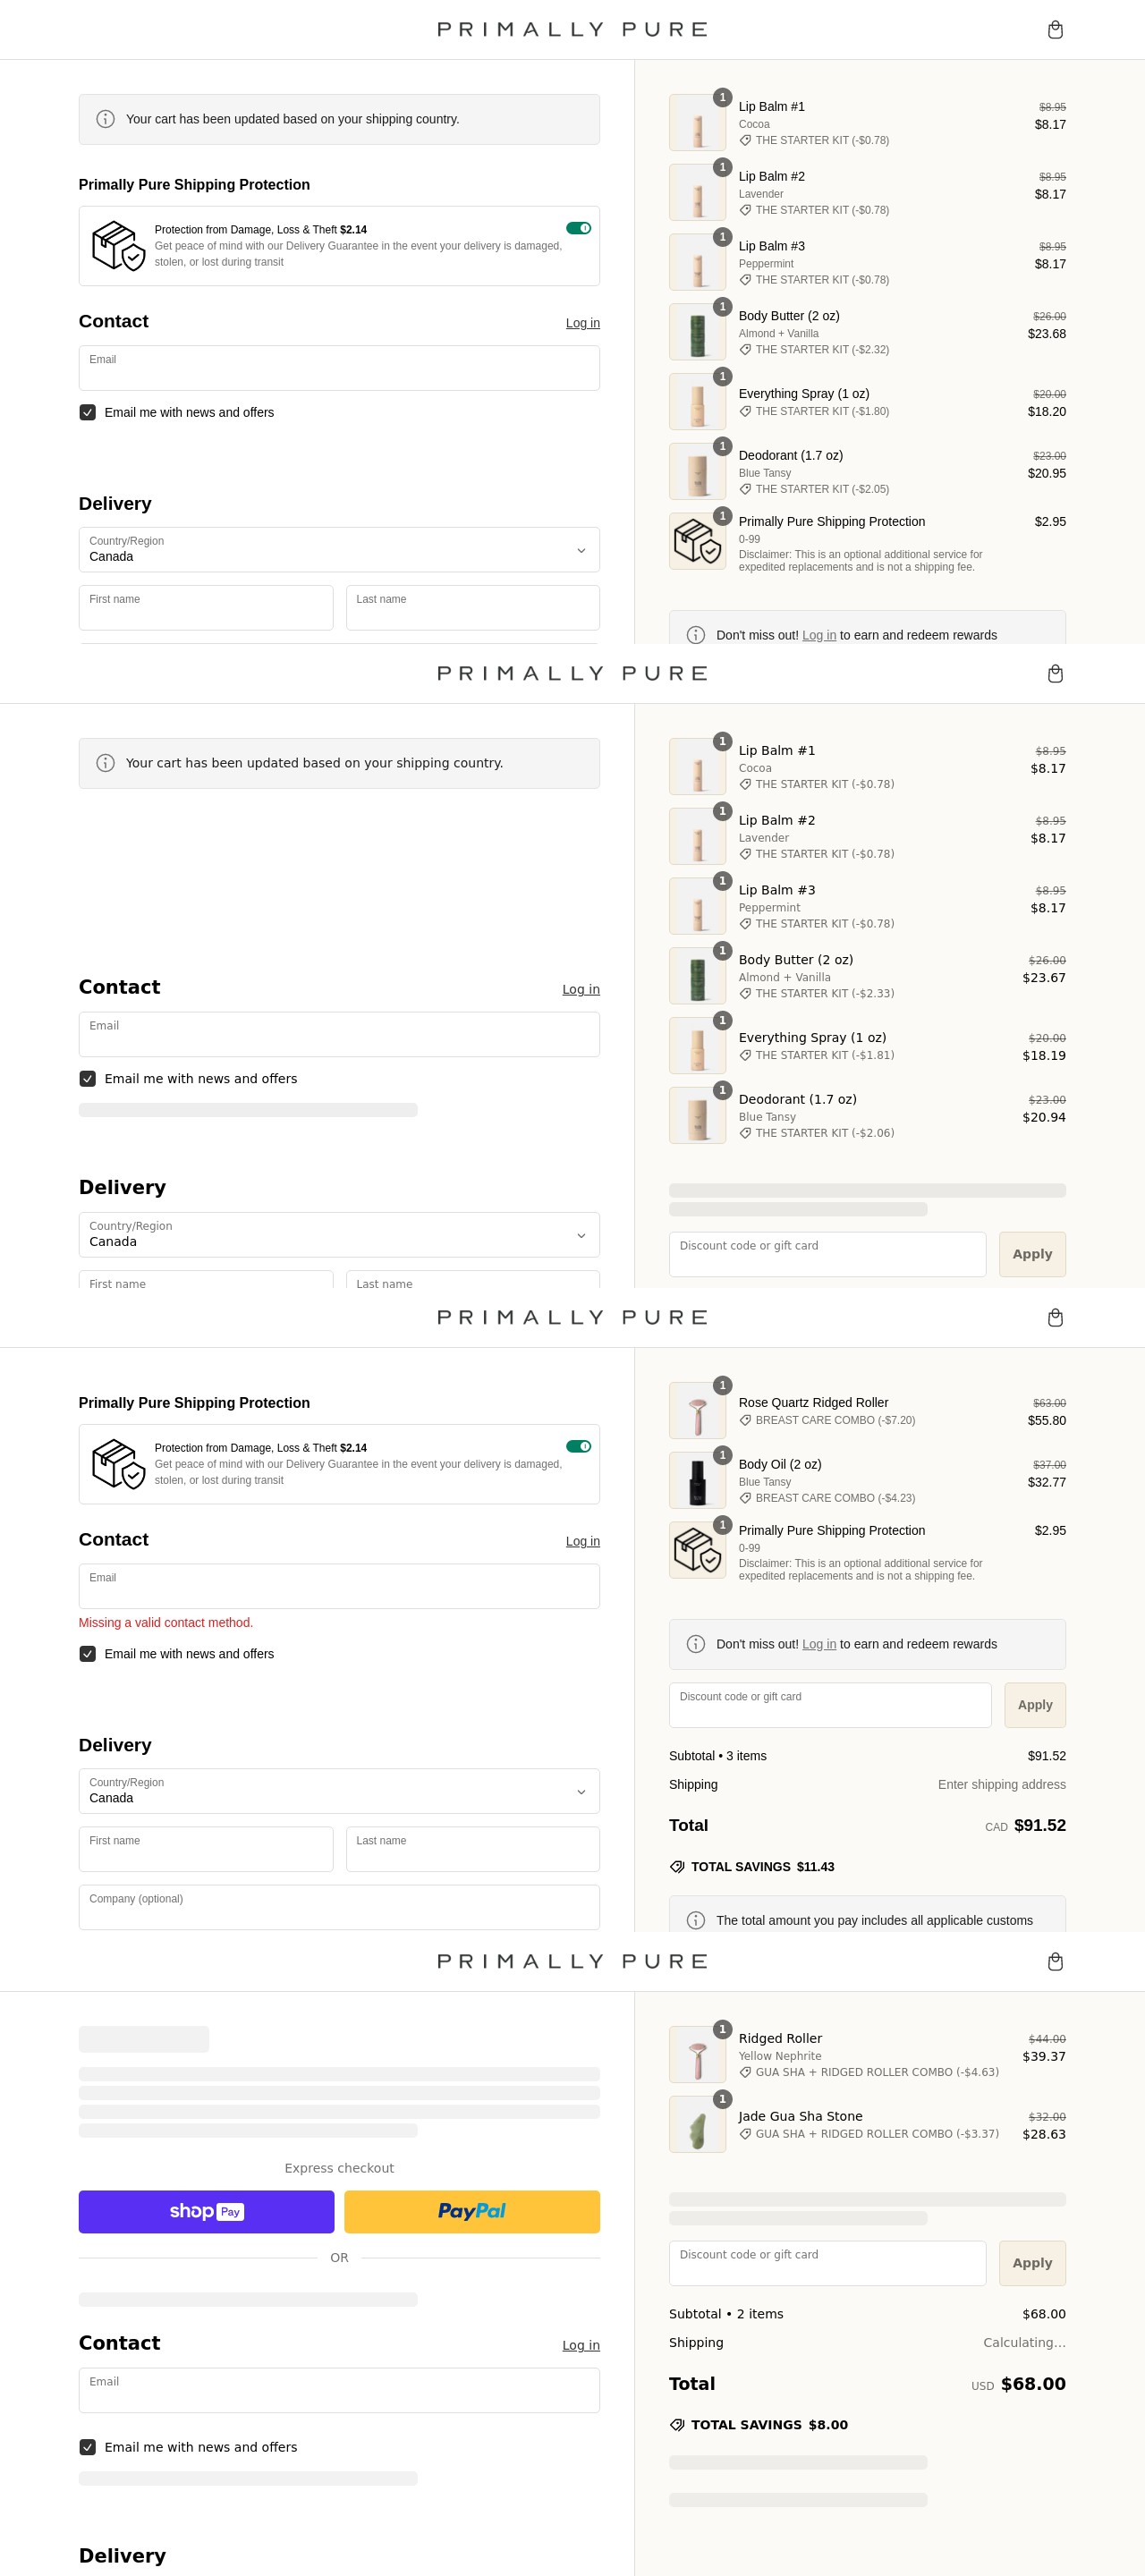 PRIMALLY PURE
Your cart has been updated based on your shipping country.
Primally Pure Shipping Protection
Protection from Damage, Loss & Theft $2.14
Get peace of mind with our Delivery Guarantee in the event your delivery is damaged,
stolen, or lost during transit
Contact
Log in
Email
Email me with news and offers
Delivery
Country/Region
Canada
First name
Last name
1
Lip Balm #1
$8.95
Cocoa
$8.17
THE STARTER KIT (-$0.78)
1
Lip Balm #2
$8.95
Lavender
$8.17
THE STARTER KIT (-$0.78)
1
Lip Balm #3
$8.95
Peppermint
$8.17
THE STARTER KIT (-$0.78)
1
Body Butter (2 oz)
$26.00
Almond + Vanilla
$23.68
THE STARTER KIT (-$2.32)
1
Everything Spray (1 oz)
$20.00
THE STARTER KIT (-$1.80)
$18.20
1
Deodorant (1.7 oz)
$23.00
Blue Tansy
$20.95
THE STARTER KIT (-$2.05)
1
Primally Pure Shipping Protection
$2.95
0-99
Disclaimer: This is an optional additional service for
expedited replacements and is not a shipping fee.
Don't miss out! Log in to earn and redeem rewards
PRIMALLY PURE
Your cart has been updated based on your shipping country.
Contact
Log in
Email
Email me with news and offers
Delivery
Country/Region
Canada
First name
Last name
1
Lip Balm #1
$8.95
Cocoa
$8.17
THE STARTER KIT (-$0.78)
1
Lip Balm #2
$8.95
Lavender
$8.17
THE STARTER KIT (-$0.78)
1
Lip Balm #3
$8.95
Peppermint
$8.17
THE STARTER KIT (-$0.78)
1
Body Butter (2 oz)
$26.00
Almond + Vanilla
$23.67
THE STARTER KIT (-$2.33)
1
Everything Spray (1 oz)
$20.00
THE STARTER KIT (-$1.81)
$18.19
1
Deodorant (1.7 oz)
$23.00
Blue Tansy
$20.94
THE STARTER KIT (-$2.06)
Discount code or gift card
Apply
PRIMALLY PURE
Primally Pure Shipping Protection
Protection from Damage, Loss & Theft $2.14
Get peace of mind with our Delivery Guarantee in the event your delivery is damaged,
stolen, or lost during transit
Contact
Log in
Email
Missing a valid contact method.
Email me with news and offers
Delivery
Country/Region
Canada
First name
Last name
Company (optional)
1
Rose Quartz Ridged Roller
$63.00
BREAST CARE COMBO (-$7.20)
$55.80
1
Body Oil (2 oz)
$37.00
Blue Tansy
$32.77
BREAST CARE COMBO (-$4.23)
1
Primally Pure Shipping Protection
$2.95
0-99
Disclaimer: This is an optional additional service for
expedited replacements and is not a shipping fee.
Don't miss out! Log in to earn and redeem rewards
Discount code or gift card
Apply
Subtotal • 3 items
$91.52
Shipping
Enter shipping address
Total
CAD $91.52
TOTAL SAVINGS $11.43
The total amount you pay includes all applicable customs
PRIMALLY PURE
Express checkout
shop Pay
PayPal
OR
Contact
Log in
Email
Email me with news and offers
Delivery
1
Ridged Roller
$44.00
Yellow Nephrite
$39.37
GUA SHA + RIDGED ROLLER COMBO (-$4.63)
1
Jade Gua Sha Stone
$32.00
GUA SHA + RIDGED ROLLER COMBO (-$3.37)
$28.63
Discount code or gift card
Apply
Subtotal • 2 items
$68.00
Shipping
Calculating...
Total
USD $68.00
TOTAL SAVINGS $8.00